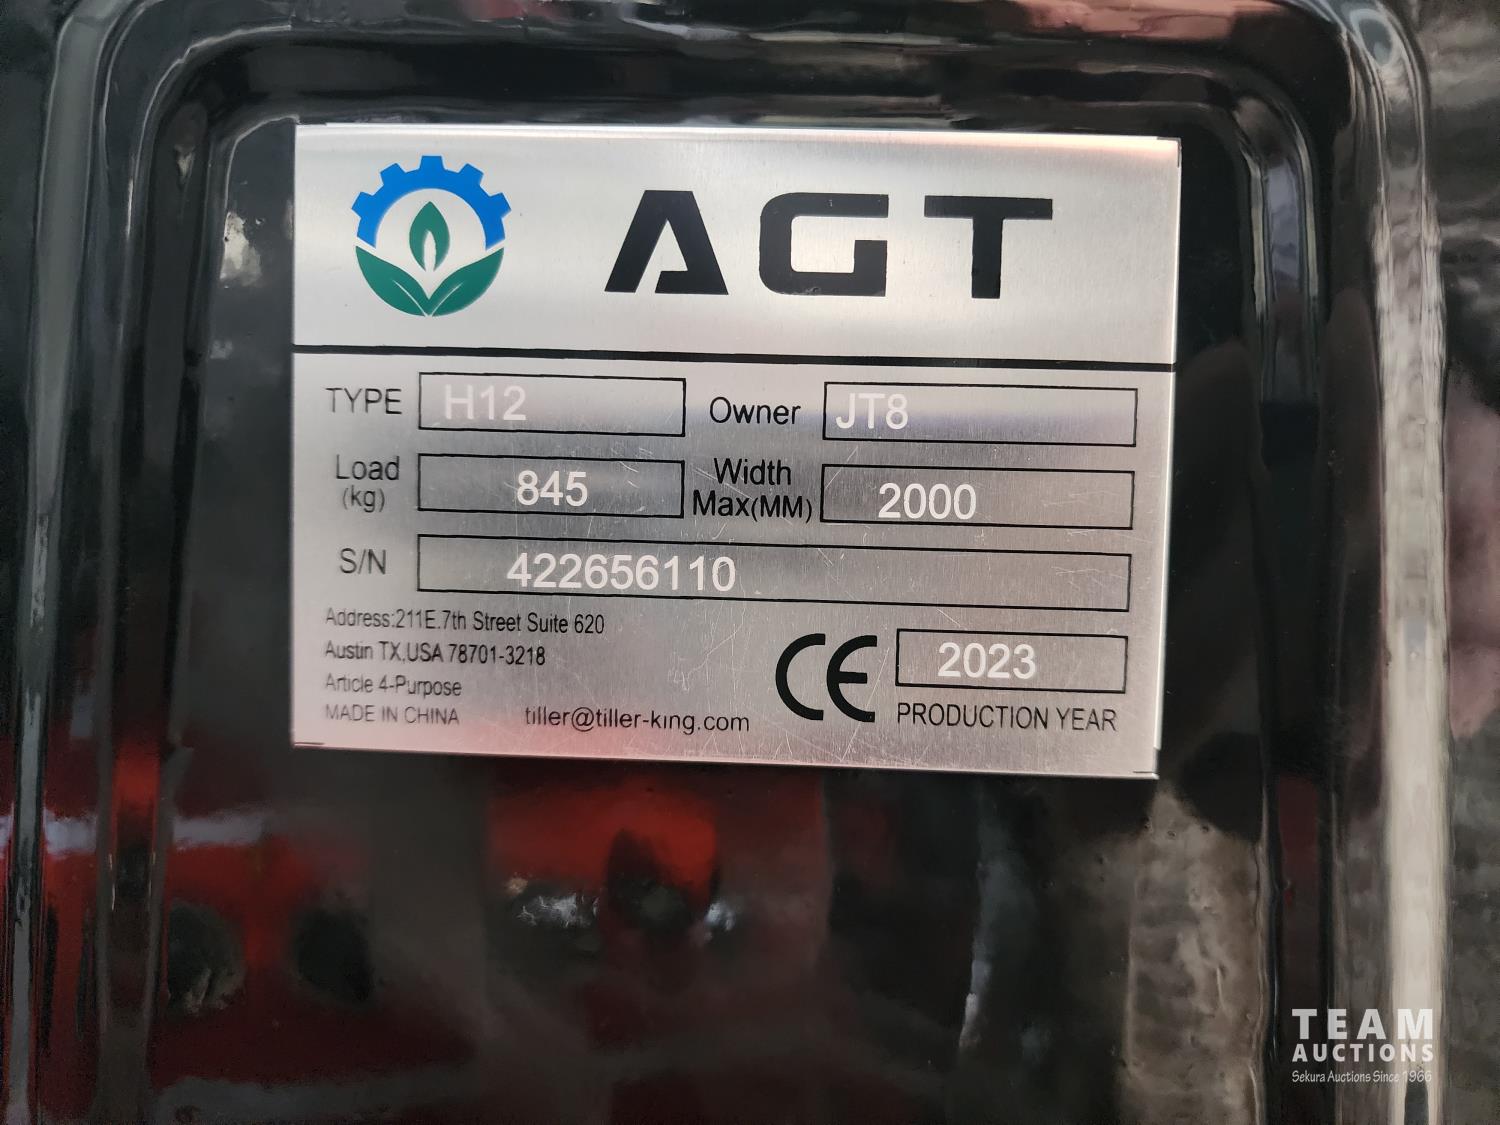 AGT
TYPE H12 Owner JT8
Load (kg) 845 Width Max(MM) 2000
S/N 422656110
Address:211E.7th Street Suite 620
Austin TX,USA 78701-3218
Article 4-Purpose
MADE IN CHINA tiller@tiller-king.com
CE 2023
PRODUCTION YEAR
TEAM
AUCTIONS
Sekura Auctions Since 1966